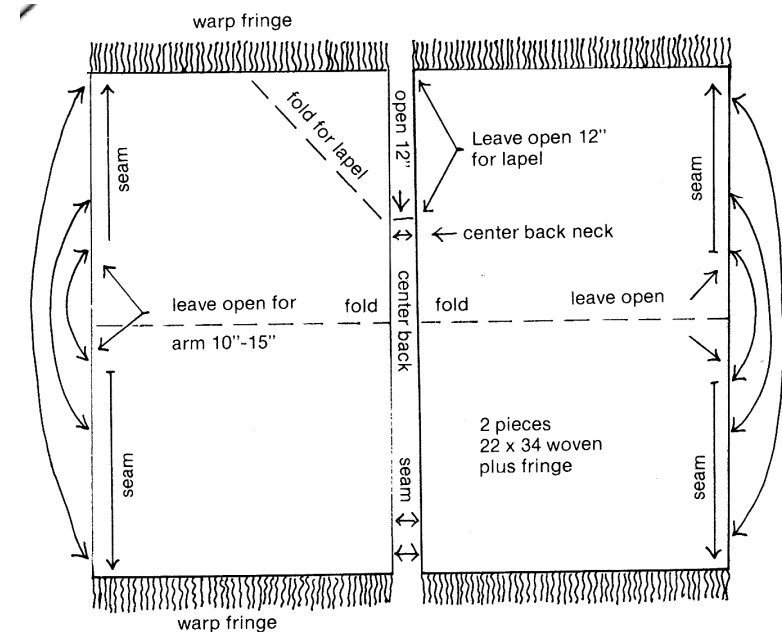 warp fringe
fold for lapel
open 12"
Leave open 12"
for lapel
seam
seam
center back neck
leave open for
arm 10"-15"
fold
center back
fold
leave open
seam
seam
2 pieces
22 x 34 woven
plus fringe
seam
warp fringe